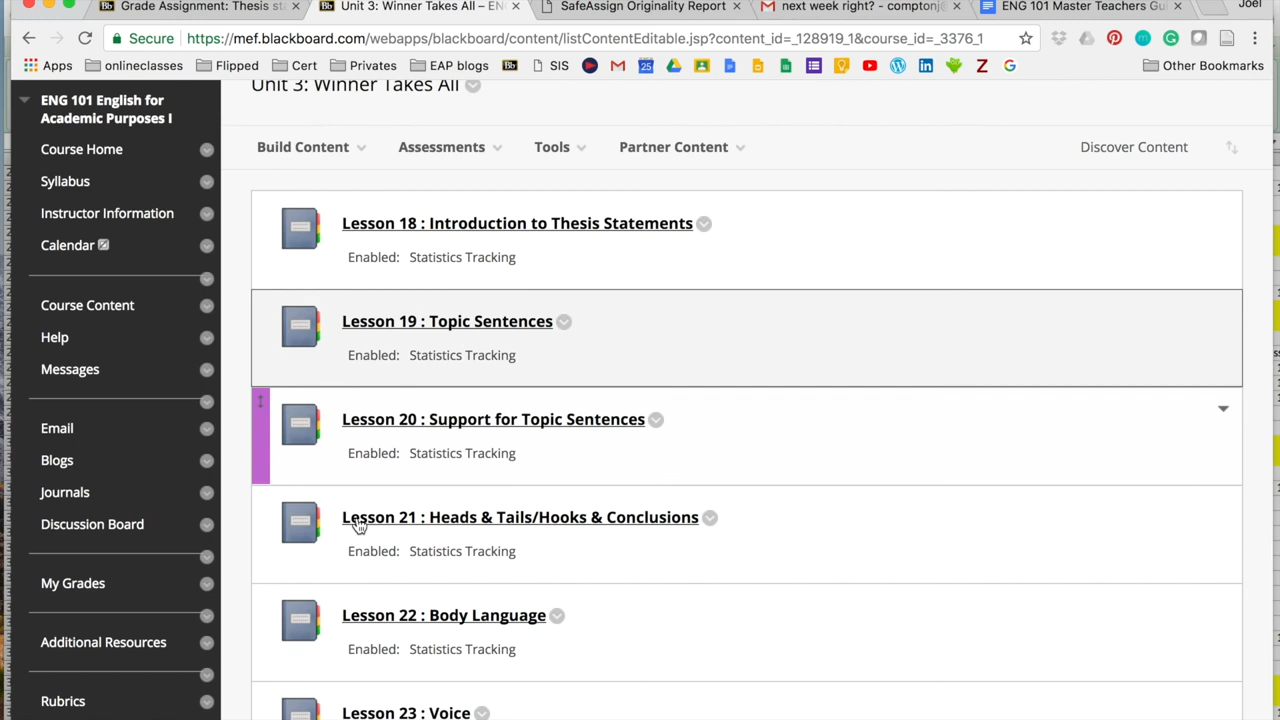 Grade Assignment: Thesis st
Unit 3: Winner Takes All – EN
SafeAssign Originality Report
next week right? - comptonj@
ENG 101 Master Teachers Gui
Joel
Secure
https://mef.blackboard.com/webapps/blackboard/content/listContentEditable.jsp?content_id=_128919_1&course_id=_3376_1
Apps
onlineclasses
Flipped
Cert
Privates
EAP blogs
Bb
SIS
Other Bookmarks
ENG 101 English for
Academic Purposes I
Course Home
Syllabus
Instructor Information
Calendar
Course Content
Help
Messages
Email
Blogs
Journals
Discussion Board
My Grades
Additional Resources
Rubrics
Unit 3: Winner Takes All
Build Content
Assessments
Tools
Partner Content
Discover Content
Lesson 18 : Introduction to Thesis Statements
Enabled: Statistics Tracking
Lesson 19 : Topic Sentences
Enabled: Statistics Tracking
Lesson 20 : Support for Topic Sentences
Enabled: Statistics Tracking
Lesson 21 : Heads & Tails/Hooks & Conclusions
Enabled: Statistics Tracking
Lesson 22 : Body Language
Enabled: Statistics Tracking
Lesson 23 : Voice